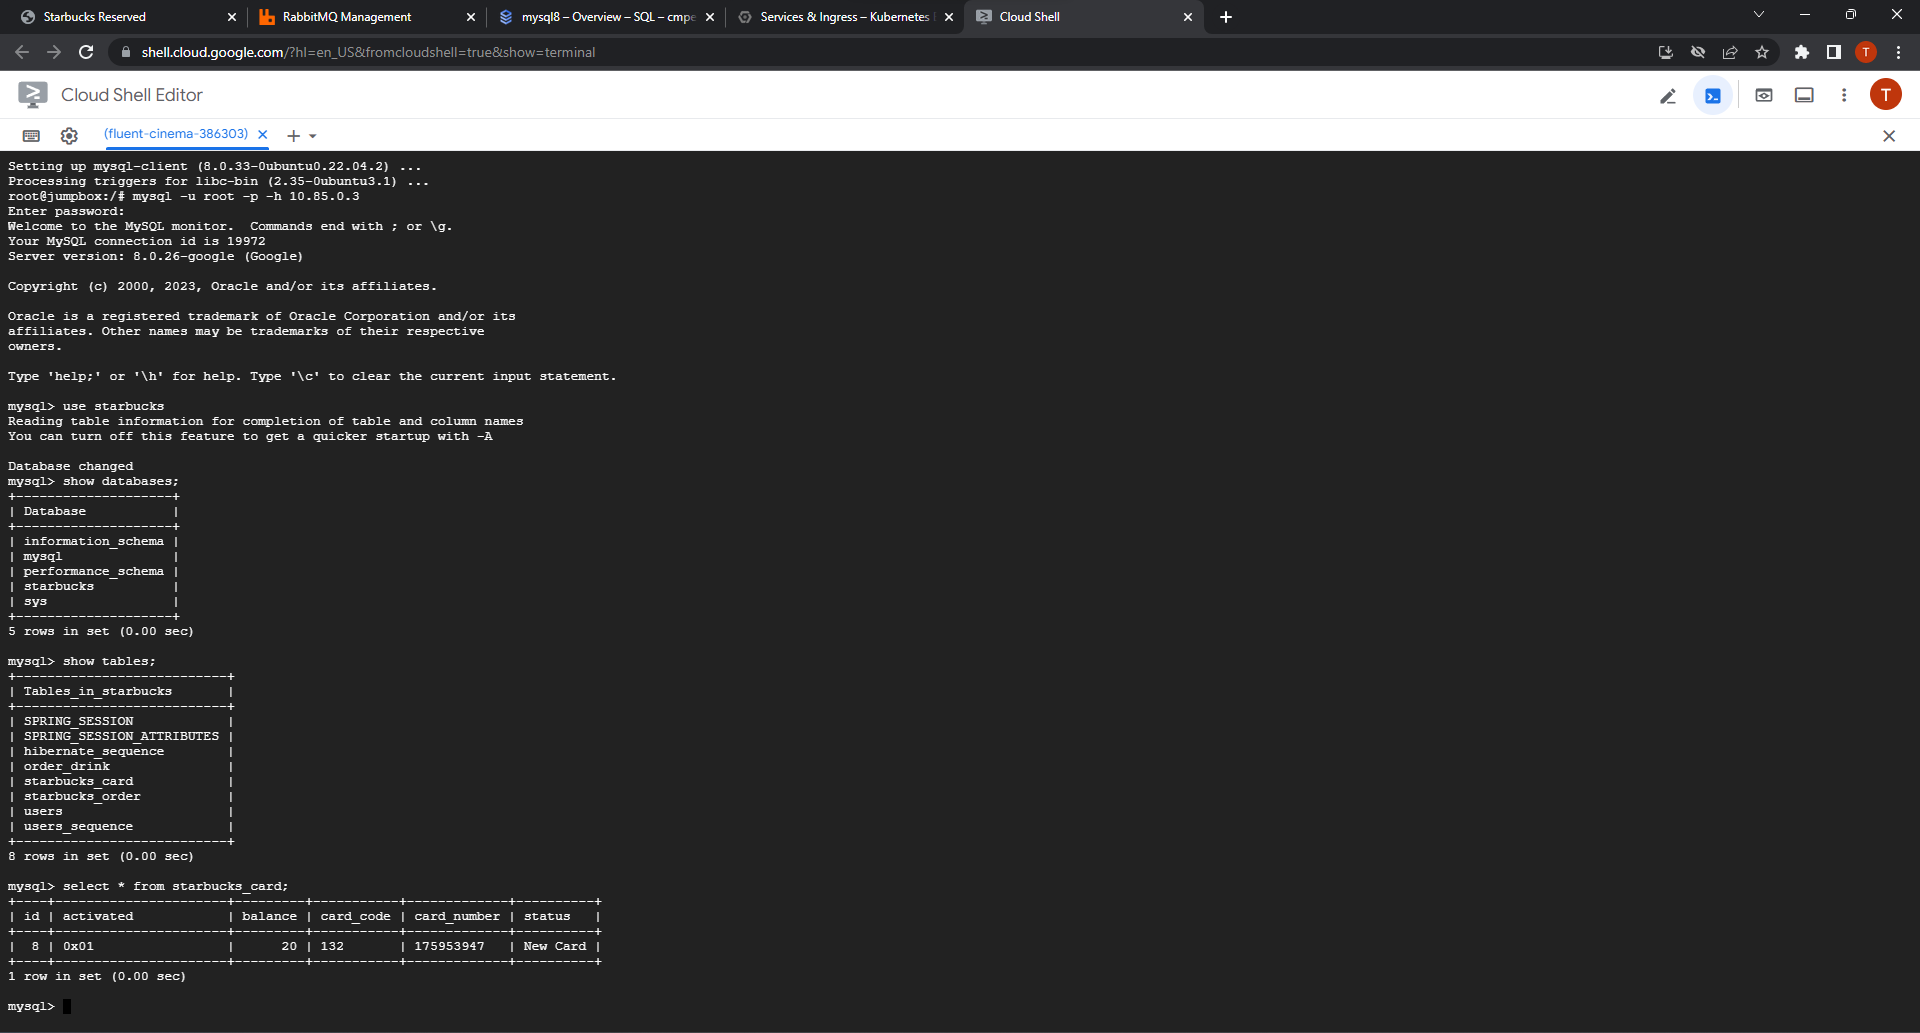 Starbucks Reserved
RabbitMQ Management
mysql8 – Overview – SQL – cmpe
Services & Ingress – Kubernetes
Cloud Shell
shell.cloud.google.com/?hl=en_US&fromcloudshell=true&show=terminal
T
Cloud Shell Editor
T
(fluent-cinema-386303)
Setting up mysql-client (8.0.33-0ubuntu0.22.04.2) ...
Processing triggers for libc-bin (2.35-0ubuntu3.1) ...
root@jumpbox:/# mysql -u root -p -h 10.85.0.3
Enter password:
Welcome to the MySQL monitor.  Commands end with ; or \g.
Your MySQL connection id is 19972
Server version: 8.0.26-google (Google)
Copyright (c) 2000, 2023, Oracle and/or its affiliates.
Oracle is a registered trademark of Oracle Corporation and/or its
affiliates. Other names may be trademarks of their respective
owners.
Type 'help;' or '\h' for help. Type '\c' to clear the current input statement.
mysql> use starbucks
Reading table information for completion of table and column names
You can turn off this feature to get a quicker startup with -A
Database changed
mysql> show databases;
+--------------------+
| Database           |
+--------------------+
| information_schema |
| mysql              |
| performance_schema |
| starbucks          |
| sys                |
+--------------------+
5 rows in set (0.00 sec)
mysql> show tables;
+---------------------------+
| Tables_in_starbucks       |
+---------------------------+
| SPRING_SESSION            |
| SPRING_SESSION_ATTRIBUTES |
| hibernate_sequence        |
| order_drink               |
| starbucks_card            |
| starbucks_order           |
| users                     |
| users_sequence            |
+---------------------------+
8 rows in set (0.00 sec)
mysql> select * from starbucks_card;
+----+----------------------+---------+-----------+-------------+----------+
| id | activated            | balance | card_code | card_number | status   |
+----+----------------------+---------+-----------+-------------+----------+
|  8 | 0x01                 |      20 | 132       | 175953947   | New Card |
+----+----------------------+---------+-----------+-------------+----------+
1 row in set (0.00 sec)
mysql>